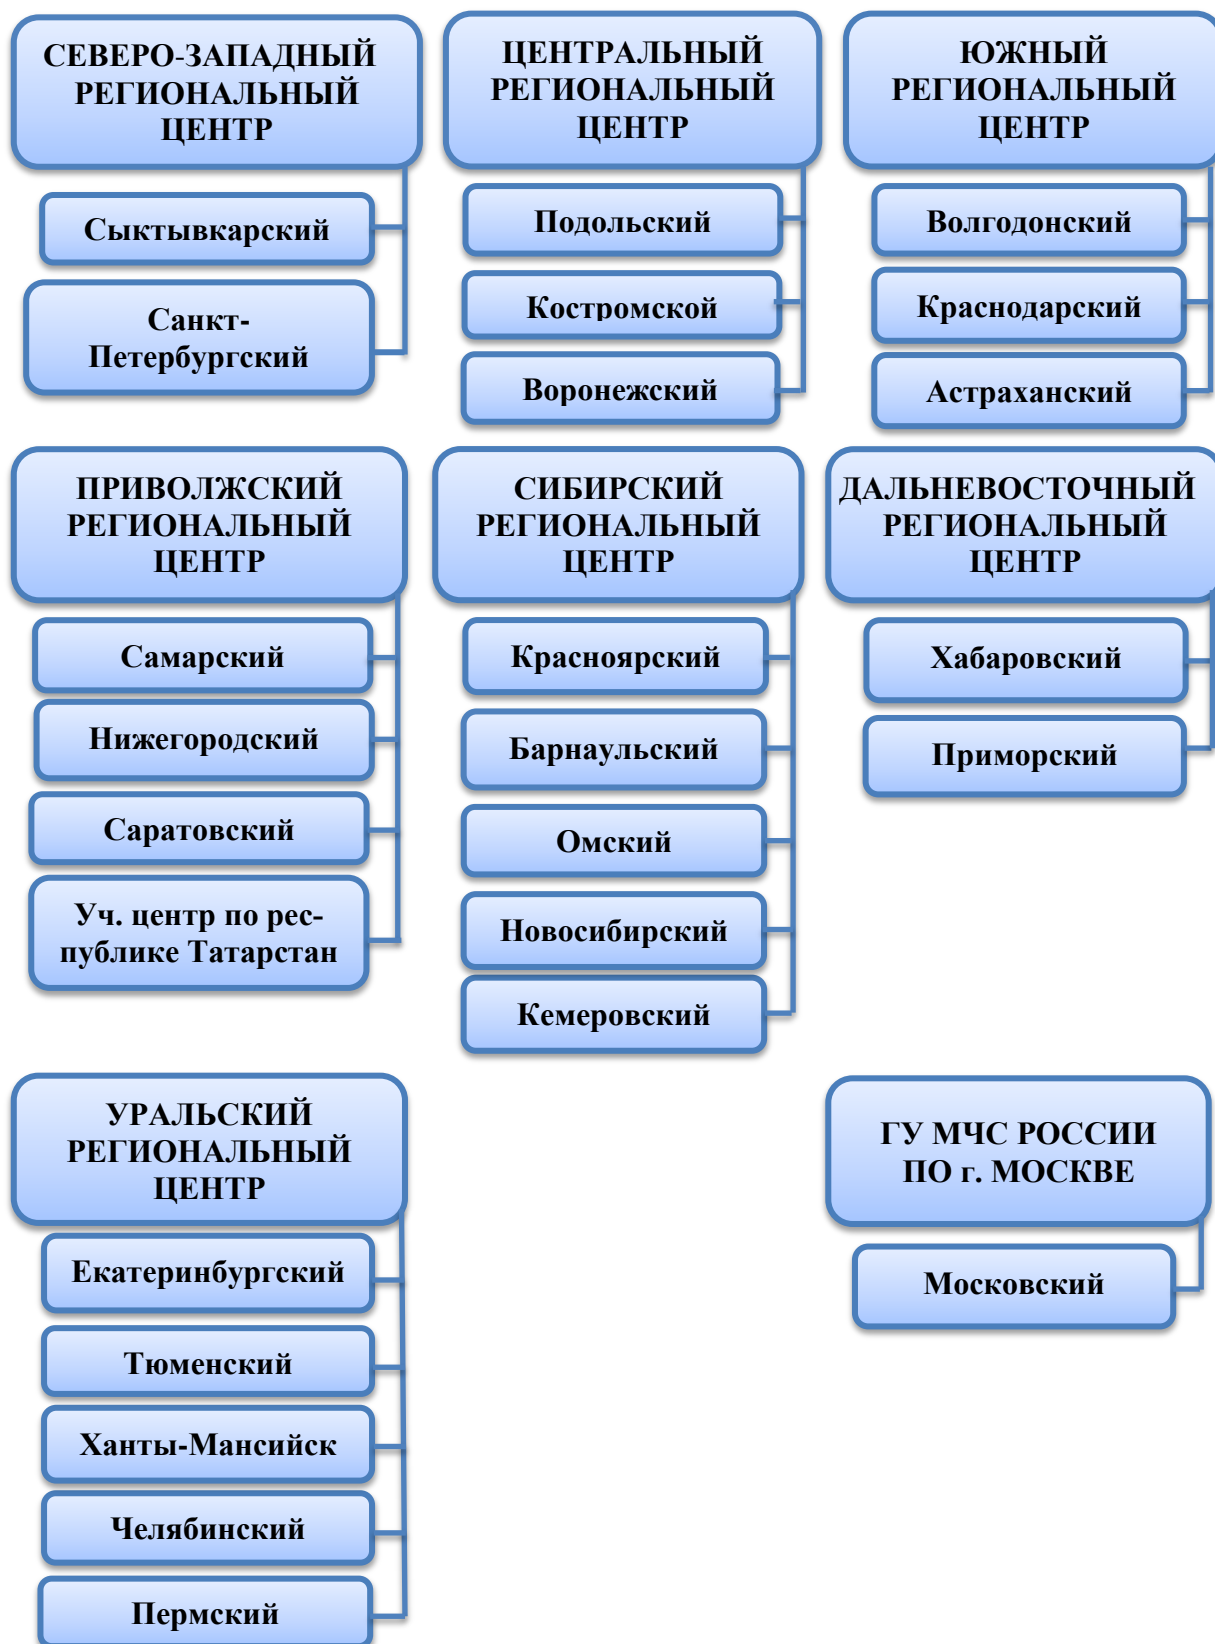 СЕВЕРО-ЗАПАДНЫЙ
РЕГИОНАЛЬНЫЙ
ЦЕНТР
Сыктывкарский
Санкт-
Петербургский
ЦЕНТРАЛЬНЫЙ
РЕГИОНАЛЬНЫЙ
ЦЕНТР
Подольский
Костромской
Воронежский
ЮЖНЫЙ
РЕГИОНАЛЬНЫЙ
ЦЕНТР
Волгодонский
Краснодарский
Астраханский
ПРИВОЛЖСКИЙ
РЕГИОНАЛЬНЫЙ
ЦЕНТР
Самарский
Нижегородский
Саратовский
Уч. центр по рес-
публике Татарстан
СИБИРСКИЙ
РЕГИОНАЛЬНЫЙ
ЦЕНТР
Красноярский
Барнаульский
Омский
Новосибирский
Кемеровский
ДАЛЬНЕВОСТОЧНЫЙ
РЕГИОНАЛЬНЫЙ
ЦЕНТР
Хабаровский
Приморский
УРАЛЬСКИЙ
РЕГИОНАЛЬНЫЙ
ЦЕНТР
Екатеринбургский
Тюменский
Ханты-Мансийск
Челябинский
Пермский
ГУ МЧС РОССИИ
ПО г. МОСКВЕ
Московский